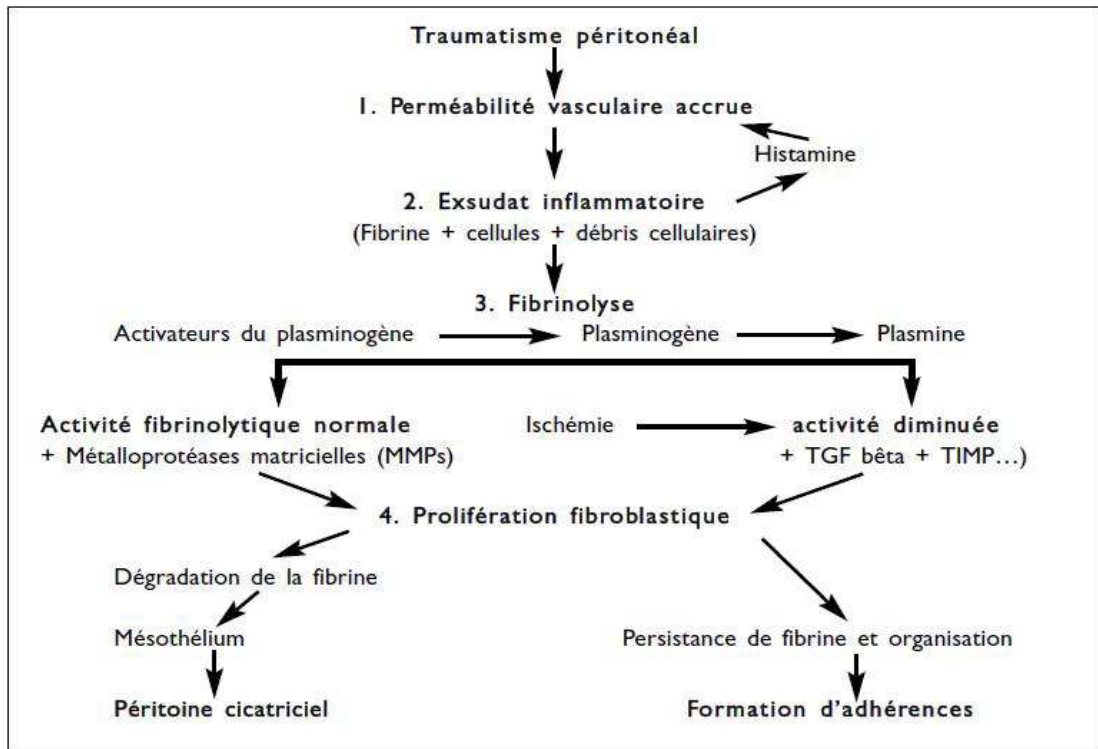 Traumatisme péritonéal
1. Perméabilité vasculaire accrue
Histamine
2. Exsudat inflammatoire
(Fibrine + cellules + débris cellulaires)
3. Fibrinolyse
Activateurs du plasminogène Plasminogène Plasmine
Activité fibrinolytique normale Ischémie activité diminuée
+ Métalloprotéases matricielles (MMPs) + TGF bêta + TIMP...)
4. Prolifération fibroblastique
Dégradation de la fibrine
Mésothélium Persistance de fibrine et organisation
Péritoine cicatriciel Formation d'adhérences